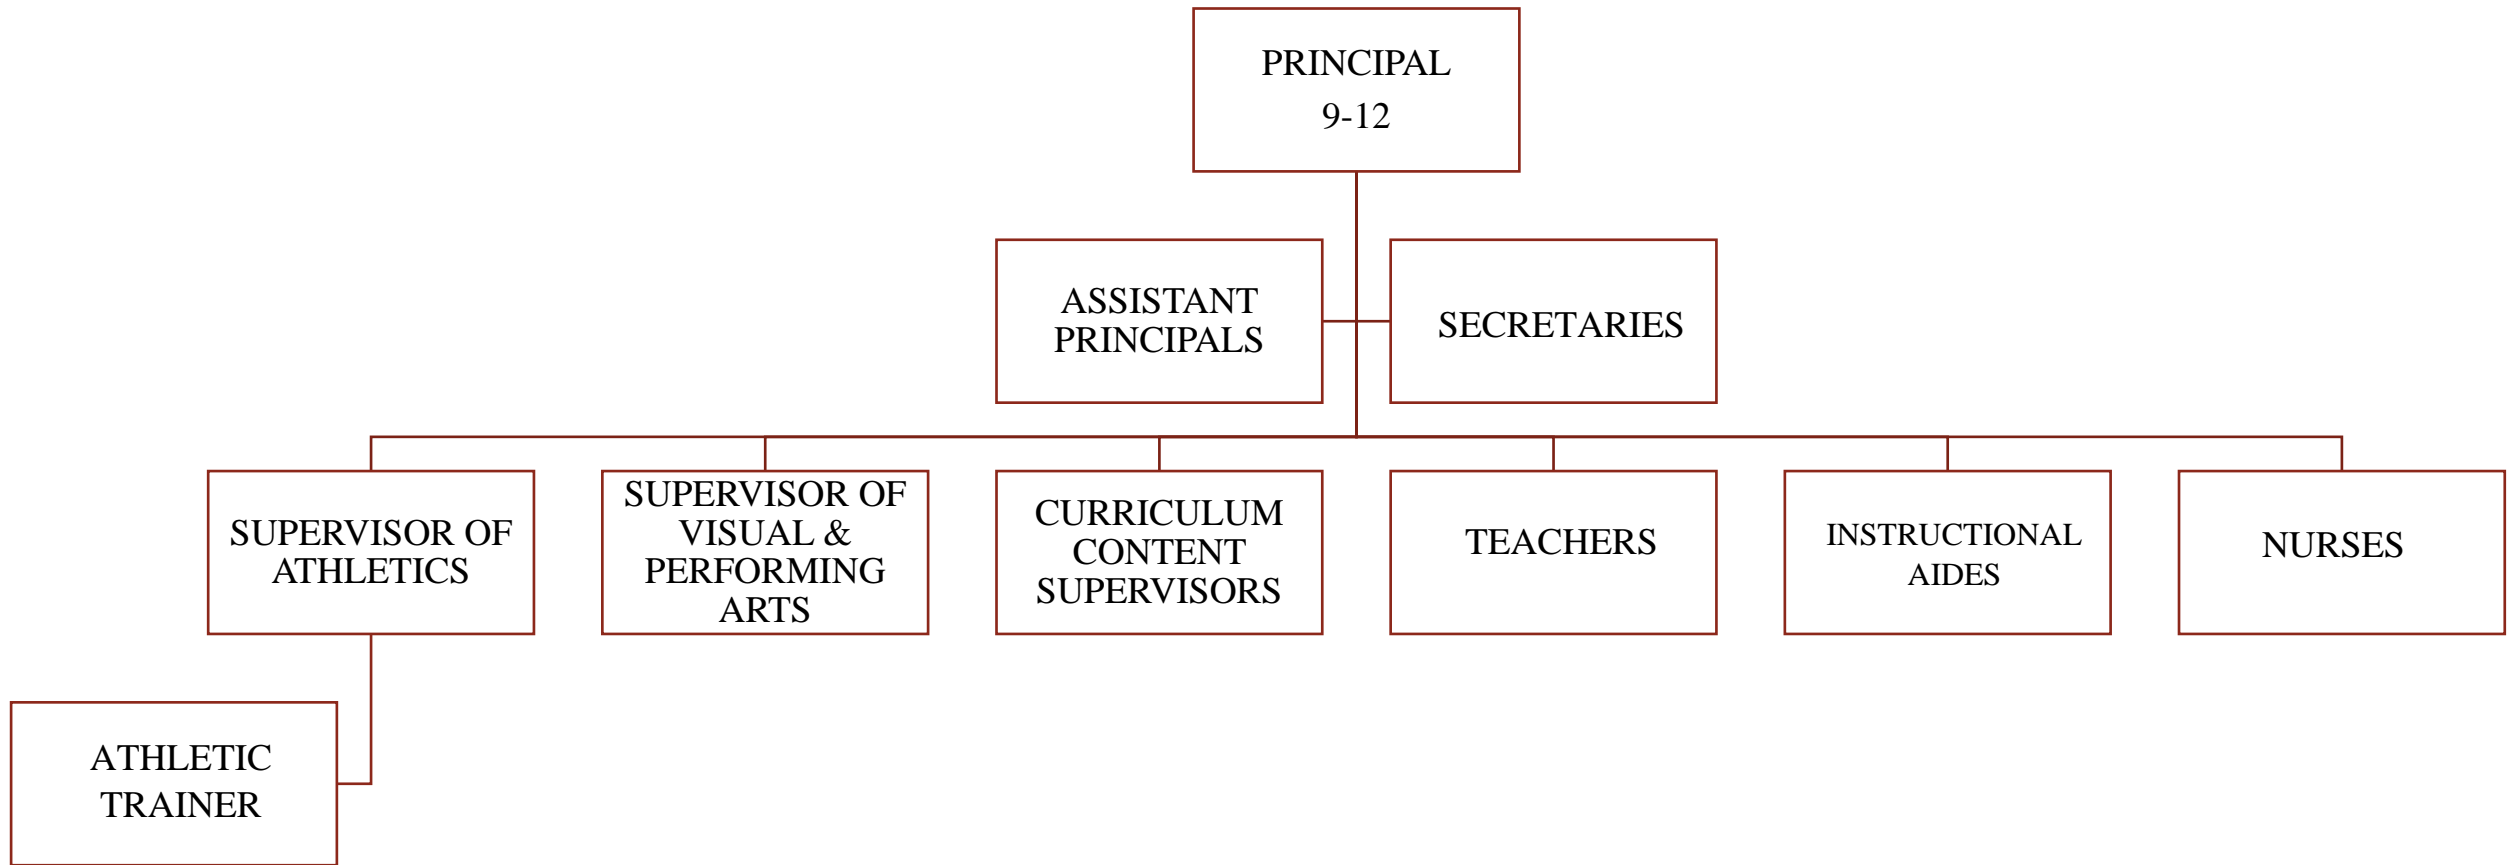 PRINCIPAL
9-12
ASSISTANT
PRINCIPALS
SECRETARIES
SUPERVISOR OF
ATHLETICS
SUPERVISOR OF
VISUAL &
PERFORMING
ARTS
CURRICULUM
CONTENT
SUPERVISORS
TEACHERS
INSTRUCTIONAL
AIDES
NURSES
ATHLETIC
TRAINER